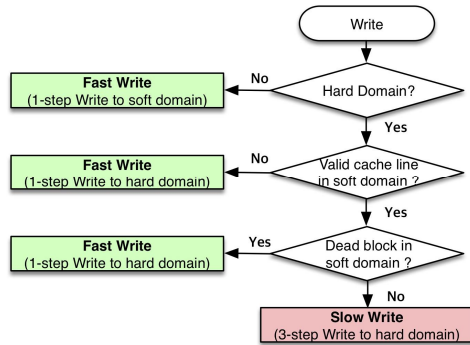 Write
No
Fast Write
(1-step Write to soft domain)
Hard Domain?
Yes
No
Fast Write
(1-step Write to hard domain)
Valid cache line
in soft domain ?
Yes
Yes
Fast Write
(1-step Write to hard domain)
Dead block in
soft domain ?
No
Slow Write
(3-step Write to hard domain)